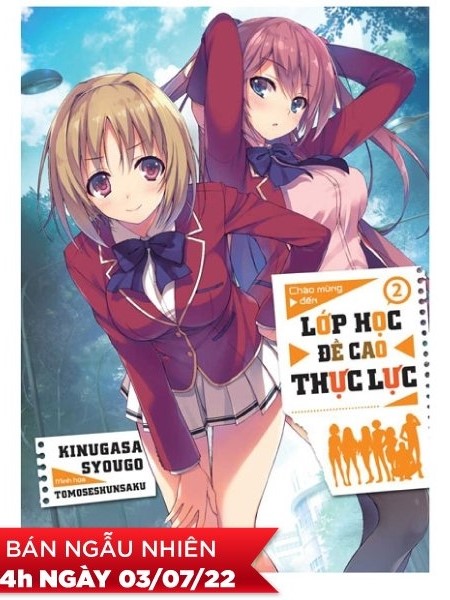 Chào mừng
đến
2
LỚP HỌC
ĐỀ CAO
THỰC LỰC
KINUGASA
SYOUGO
Minh họa
TOMOSESHUNSAKU
BÁN NGẪU NHIÊN
4h NGÀY 03/07/22